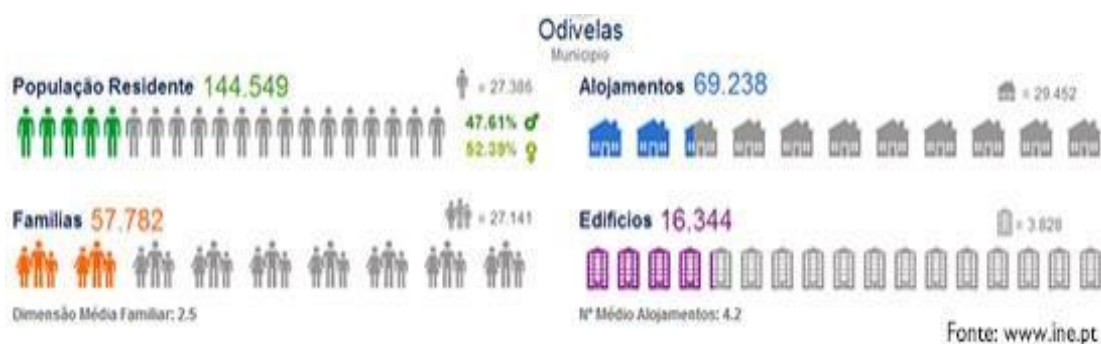 Odivelas
Município
População Residente 144.549
= 27.386
47.61% ♂
52.39% ♀
Alojamentos 69.238
= 29.452
Famílias 57.782
= 27.141
Dimensão Média Familiar: 2.5
Edifícios 16,344
= 3.828
Nº Médio Alojamentos: 4.2
Fonte: www.ine.pt